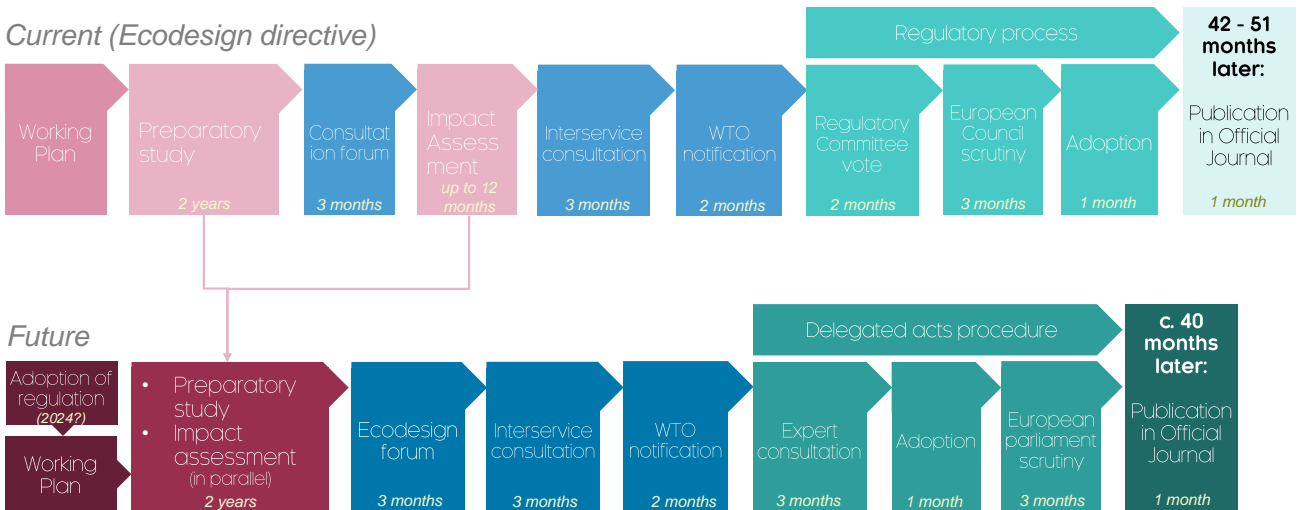 Current (Ecodesign directive)
Regulatory process
42 - 51
months
later:
Publication
in Official
Journal
1 month
Working
Plan
Preparatory
study
2 years
Consultat
ion forum
3 months
Impact
Assess
ment
up to 12
months
Interservice
consultation
3 months
WTO
notification
2 months
Regulatory
Committee
vote
2 months
European
Council
scrutiny
3 months
Adoption
1 month
Future
Delegated acts procedure
c. 40
months
later:
Publication
in Official
Journal
1 month
Adoption of
regulation
(2024?)
Working
Plan
• Preparatory
study
• Impact
assessment
(in parallel)
2 years
Ecodesign
forum
3 months
Interservice
consultation
3 months
WTO
notification
2 months
Expert
consultation
3 months
Adoption
1 month
European
parliament
scrutiny
3 months